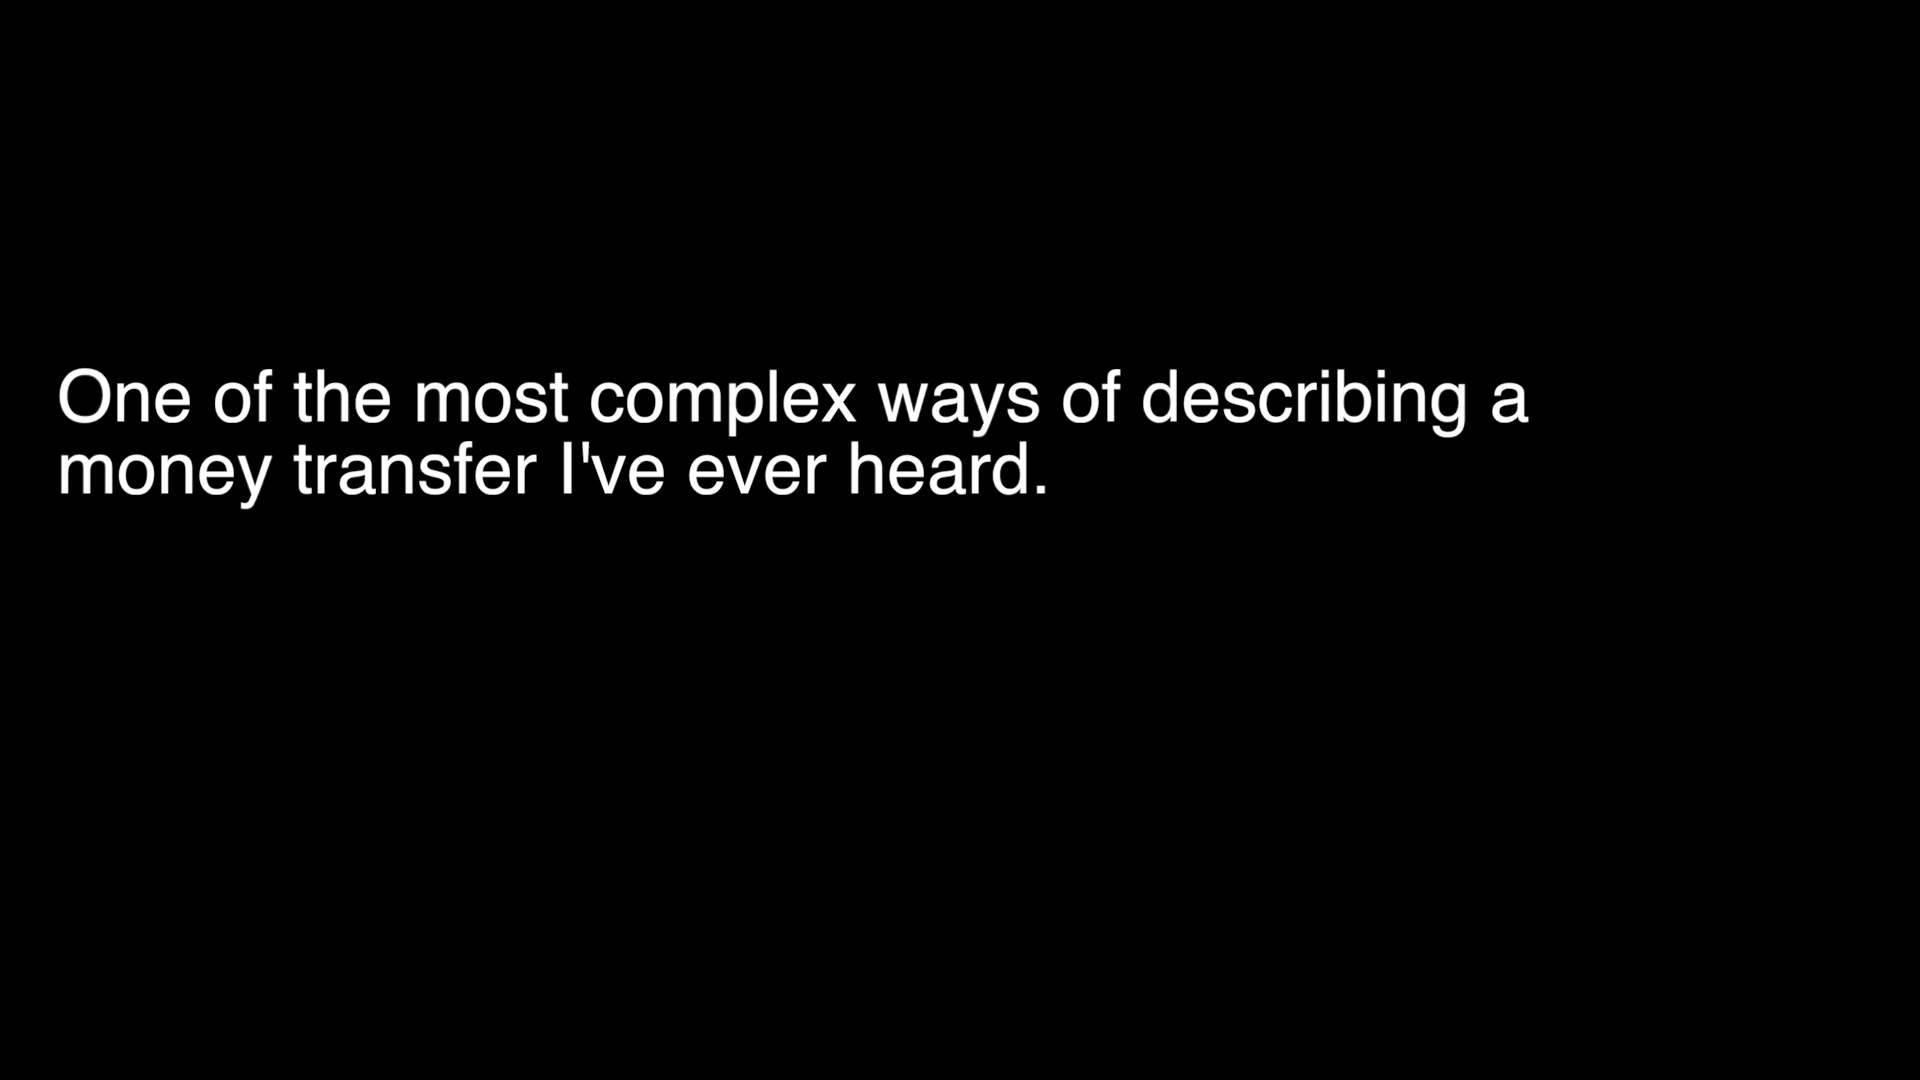 One of the most complex ways of describing a
money transfer I've ever heard.